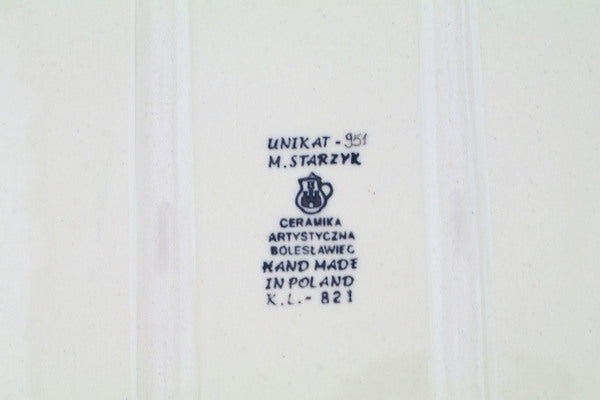 UNIKAT - 951
M. STARZYK
CERAMIKA
ARTYSTYCZNA
BOLESŁAWIEC
HAND MADE
IN POLAND
K.L. - 821